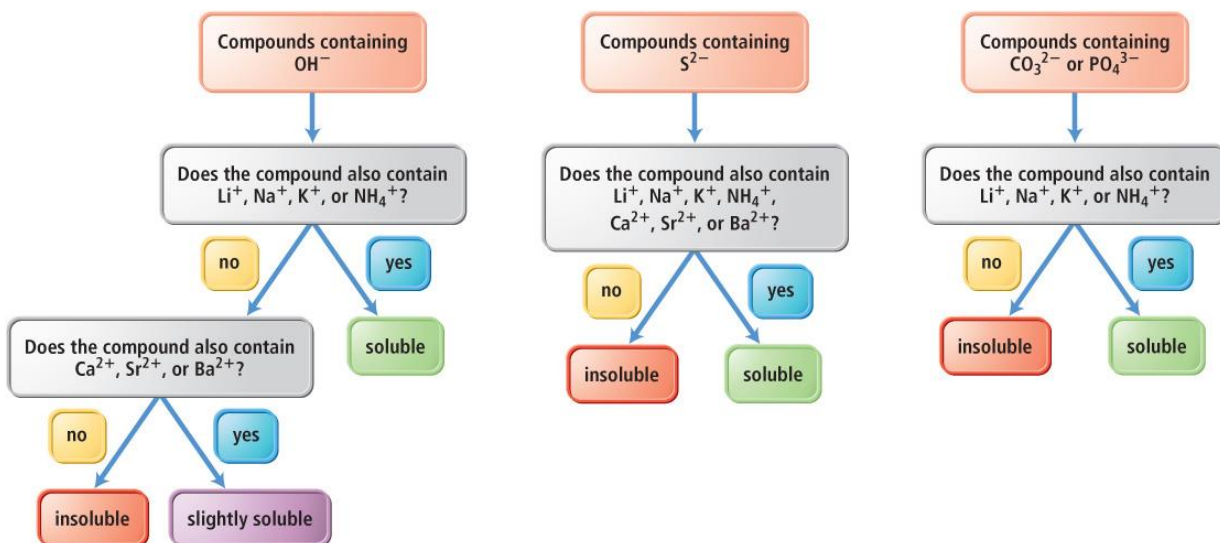 Compounds containing
OH⁻
Does the compound also contain
Li⁺, Na⁺, K⁺, or NH₄⁺?
no
yes
soluble
Does the compound also contain
Ca²⁺, Sr²⁺, or Ba²⁺?
no
yes
insoluble
slightly soluble
Compounds containing
S²⁻
Does the compound also contain
Li⁺, Na⁺, K⁺, NH₄⁺,
Ca²⁺, Sr²⁺, or Ba²⁺?
no
yes
insoluble
soluble
Compounds containing
CO₃²⁻ or PO₄³⁻
Does the compound also contain
Li⁺, Na⁺, K⁺, or NH₄⁺?
no
yes
insoluble
soluble